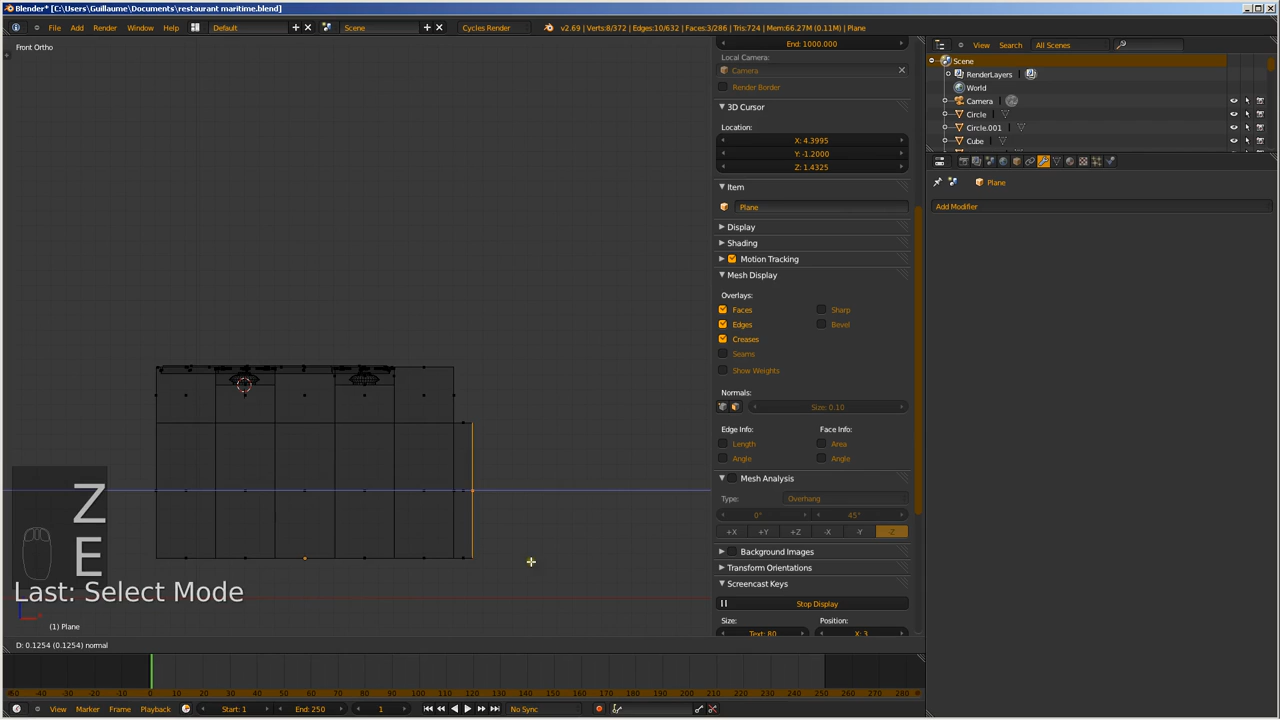 Blender* [C:\Users\Guillaume\Documents\restaurant maritime.blend]
File Add Render Window Help Default Scene Cycles Render v2.69 | Verts:8/372 | Edges:10/632 | Faces:3/286 | Tris:724 | Mem:66.27M (0.11M) | Plane
Front Ortho
Z
E
Last: Select Mode
(1) Plane
D: 0.1254 (0.1254) normal
End: 1000.000
Local Camera:
Camera
Render Border
3D Cursor
Location:
X: 4.3995
Y: -1.2000
Z: 1.4325
Item
Plane
Display
Shading
Motion Tracking
Mesh Display
Overlays:
Faces Sharp
Edges Bevel
Creases
Seams
Show Weights
Normals:
Size: 0.10
Edge Info: Face Info:
Length Area
Angle Angle
Mesh Analysis
Type: Overhang
0° 45°
+X +Y +Z -X -Y -Z
Background Images
Transform Orientations
Screencast Keys
Stop Display
Size: Position:
Text: 80 X: 3
View Search All Scenes
Scene
RenderLayers
World
Camera
Circle
Circle.001
Cube
Plane
Add Modifier
-50 -40 -30 -20 -10 0 10 20 30 40 50 60 70 80 90 100 110 120 130 140 150 160 170 180 190 200 210 220 230 240 250 260 270 280
View Marker Frame Playback Start: 1 End: 250 1 No Sync